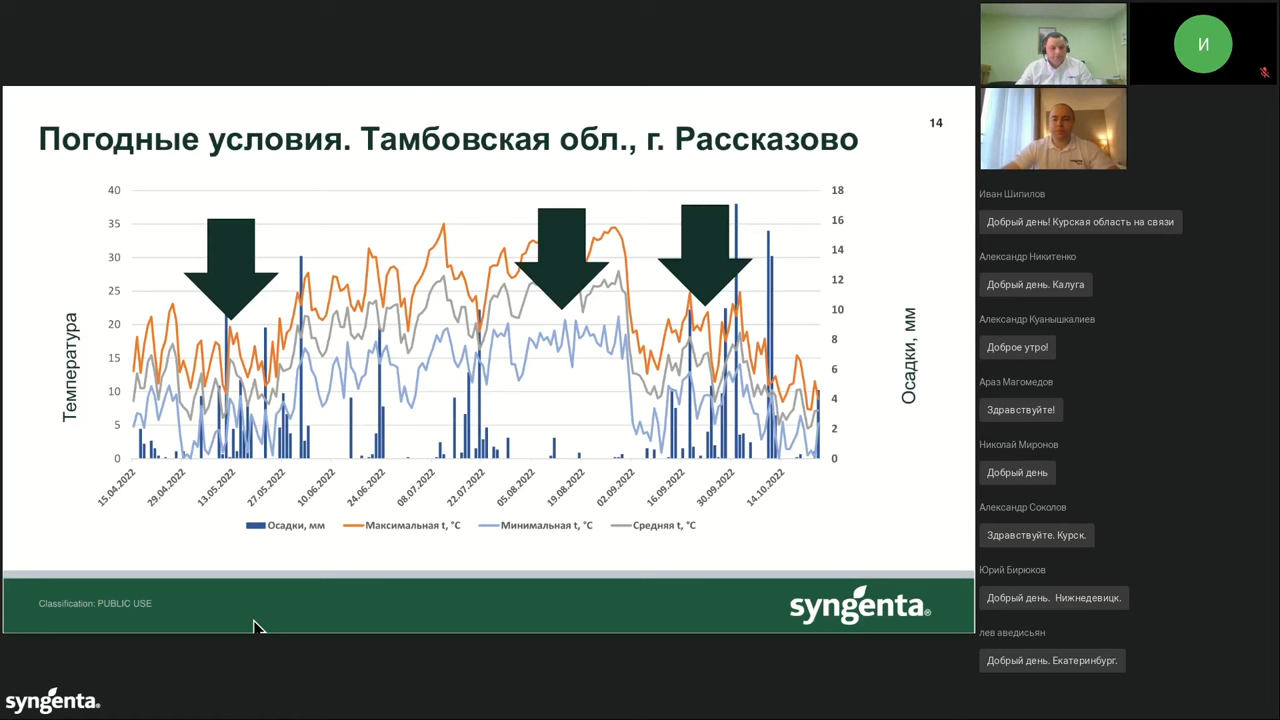 Погодные условия. Тамбовская обл., г. Рассказово
14
40
35
30
25
20
15
10
5
0
Температура
18
16
14
12
10
8
6
4
2
0
Осадки, мм
15.04.2022
29.04.2022
13.05.2022
27.05.2022
10.06.2022
24.06.2022
08.07.2022
22.07.2022
05.08.2022
19.08.2022
02.09.2022
16.09.2022
30.09.2022
14.10.2022
Осадки, мм
Максимальная t, °C
Минимальная t, °C
Средняя t, °C
Classification: PUBLIC USE
syngenta®
syngenta.
И
Иван Шипилов
Добрый день! Курская область на связи
Александр Никитенко
Добрый день. Калуга
Александр Куанышкалиев
Доброе утро!
Араз Магомедов
Здравствуйте!
Николай Миронов
Добрый день
Александр Соколов
Здравствуйте. Курск.
Юрий Бирюков
Добрый день. Нижнедевицк.
лев аведисьян
Добрый день. Екатеринбург.